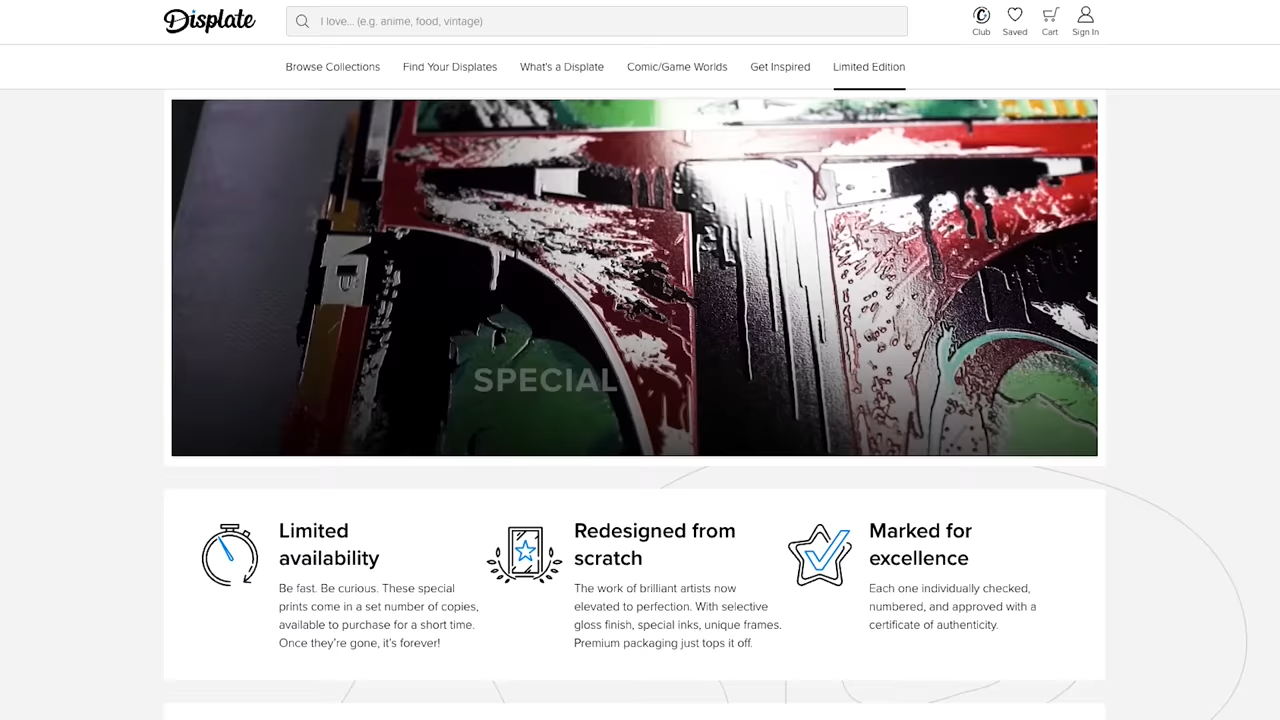 Displate
I love... (e.g. anime, food, vintage)
Club
Saved
Cart
Sign In
Browse Collections
Find Your Displates
What's a Displate
Comic/Game Worlds
Get Inspired
Limited Edition
SPECIAL
Limited
availability
Be fast. Be curious. These special
prints come in a set number of copies,
available to purchase for a short time.
Once they're gone, it's forever!
Redesigned from
scratch
The work of brilliant artists now
elevated to perfection. With selective
gloss finish, special inks, unique frames.
Premium packaging just tops it off.
Marked for
excellence
Each one individually checked,
numbered, and approved with a
certificate of authenticity.